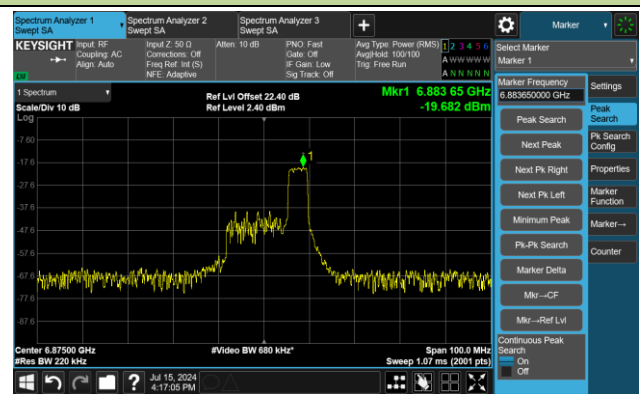 Spectrum Analyzer 1
Swept SA
Spectrum Analyzer 2
Swept SA
Spectrum Analyzer 3
Swept SA
Marker
KEYSIGHT
Input: RF
Coupling: AC
Align: Auto
Input Z: 50 Ω
Corrections: Off
Freq Ref: Int (S)
NFE: Adaptive
Atten: 10 dB
PNO: Fast
Gate: Off
IF Gain: Low
Sig Track: Off
Avg Type: Power (RMS)
Avg|Hold: 100/100
Trig: Free Run
1 2 3 4 5 6
A W W W W W
A N N N N N
LV
1 Spectrum
Scale/Div 10 dB
Log
Ref Lvl Offset 22.40 dB
Ref Level 2.40 dBm
Mkr1 6.883 65 GHz
-19.682 dBm
1
-7.60
-17.6
-27.6
-37.6
-47.6
-57.6
-67.6
-77.6
-87.6
Center 6.87500 GHz
#Res BW 220 kHz
#Video BW 680 kHz*
Span 100.0 MHz
Sweep 1.07 ms (2001 pts)
Jul 15, 2024
4:17:05 PM
?
Select Marker
Marker 1
Marker Frequency
6.883650000 GHz
Peak Search
Next Peak
Next Pk Right
Next Pk Left
Minimum Peak
Pk-Pk Search
Marker Delta
Mkr→CF
Mkr→Ref Lvl
Continuous Peak
Search
On
Off
Settings
Peak
Search
Pk Search
Config
Properties
Marker
Function
Marker→
Counter